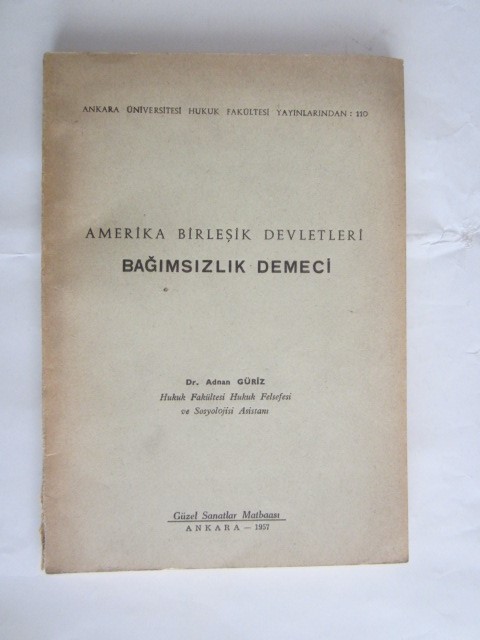 ANKARA ÜNİVERSİTESİ HUKUK FAKÜLTESİ YAYINLARINDAN: 110
AMERİKA BİRLEŞİK DEVLETLERİ
BAĞIMSIZLIK DEMECİ
Dr. Adnan GÜRİZ
Hukuk Fakültesi Hukuk Felsefesi
ve Sosyolojisi Asistanı
Güzel Sanatlar Matbaası
ANKARA — 1957